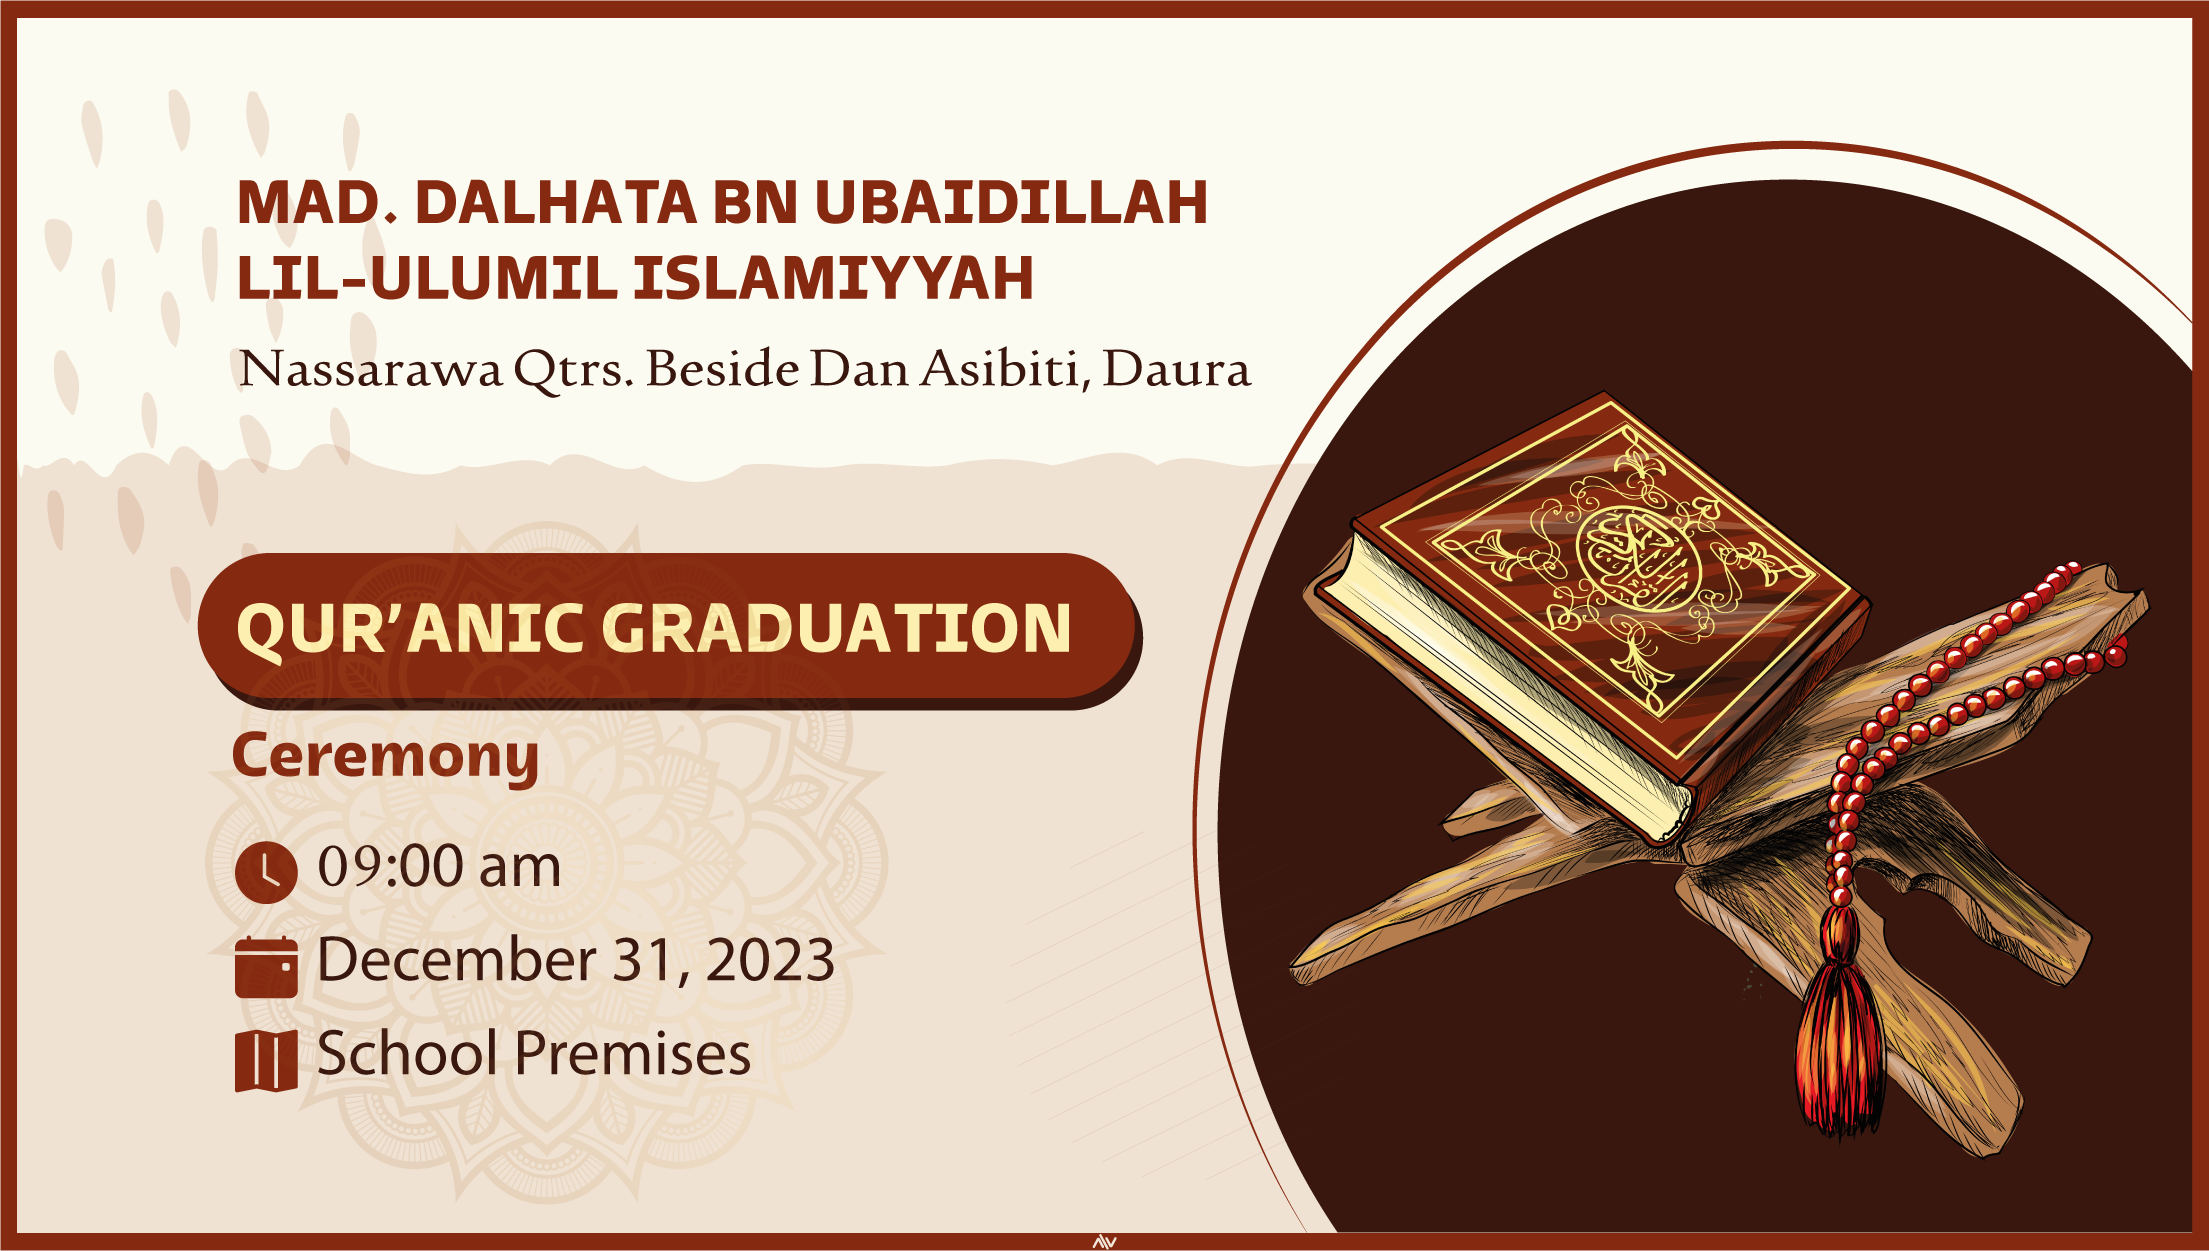 MAD. DALHATA BN UBAIDILLAH
LIL-ULUMIL ISLAMIYYAH
Nassarawa Qtrs. Beside Dan Asibiti, Daura
QUR’ANIC GRADUATION
Ceremony
09:00 am
December 31, 2023
School Premises